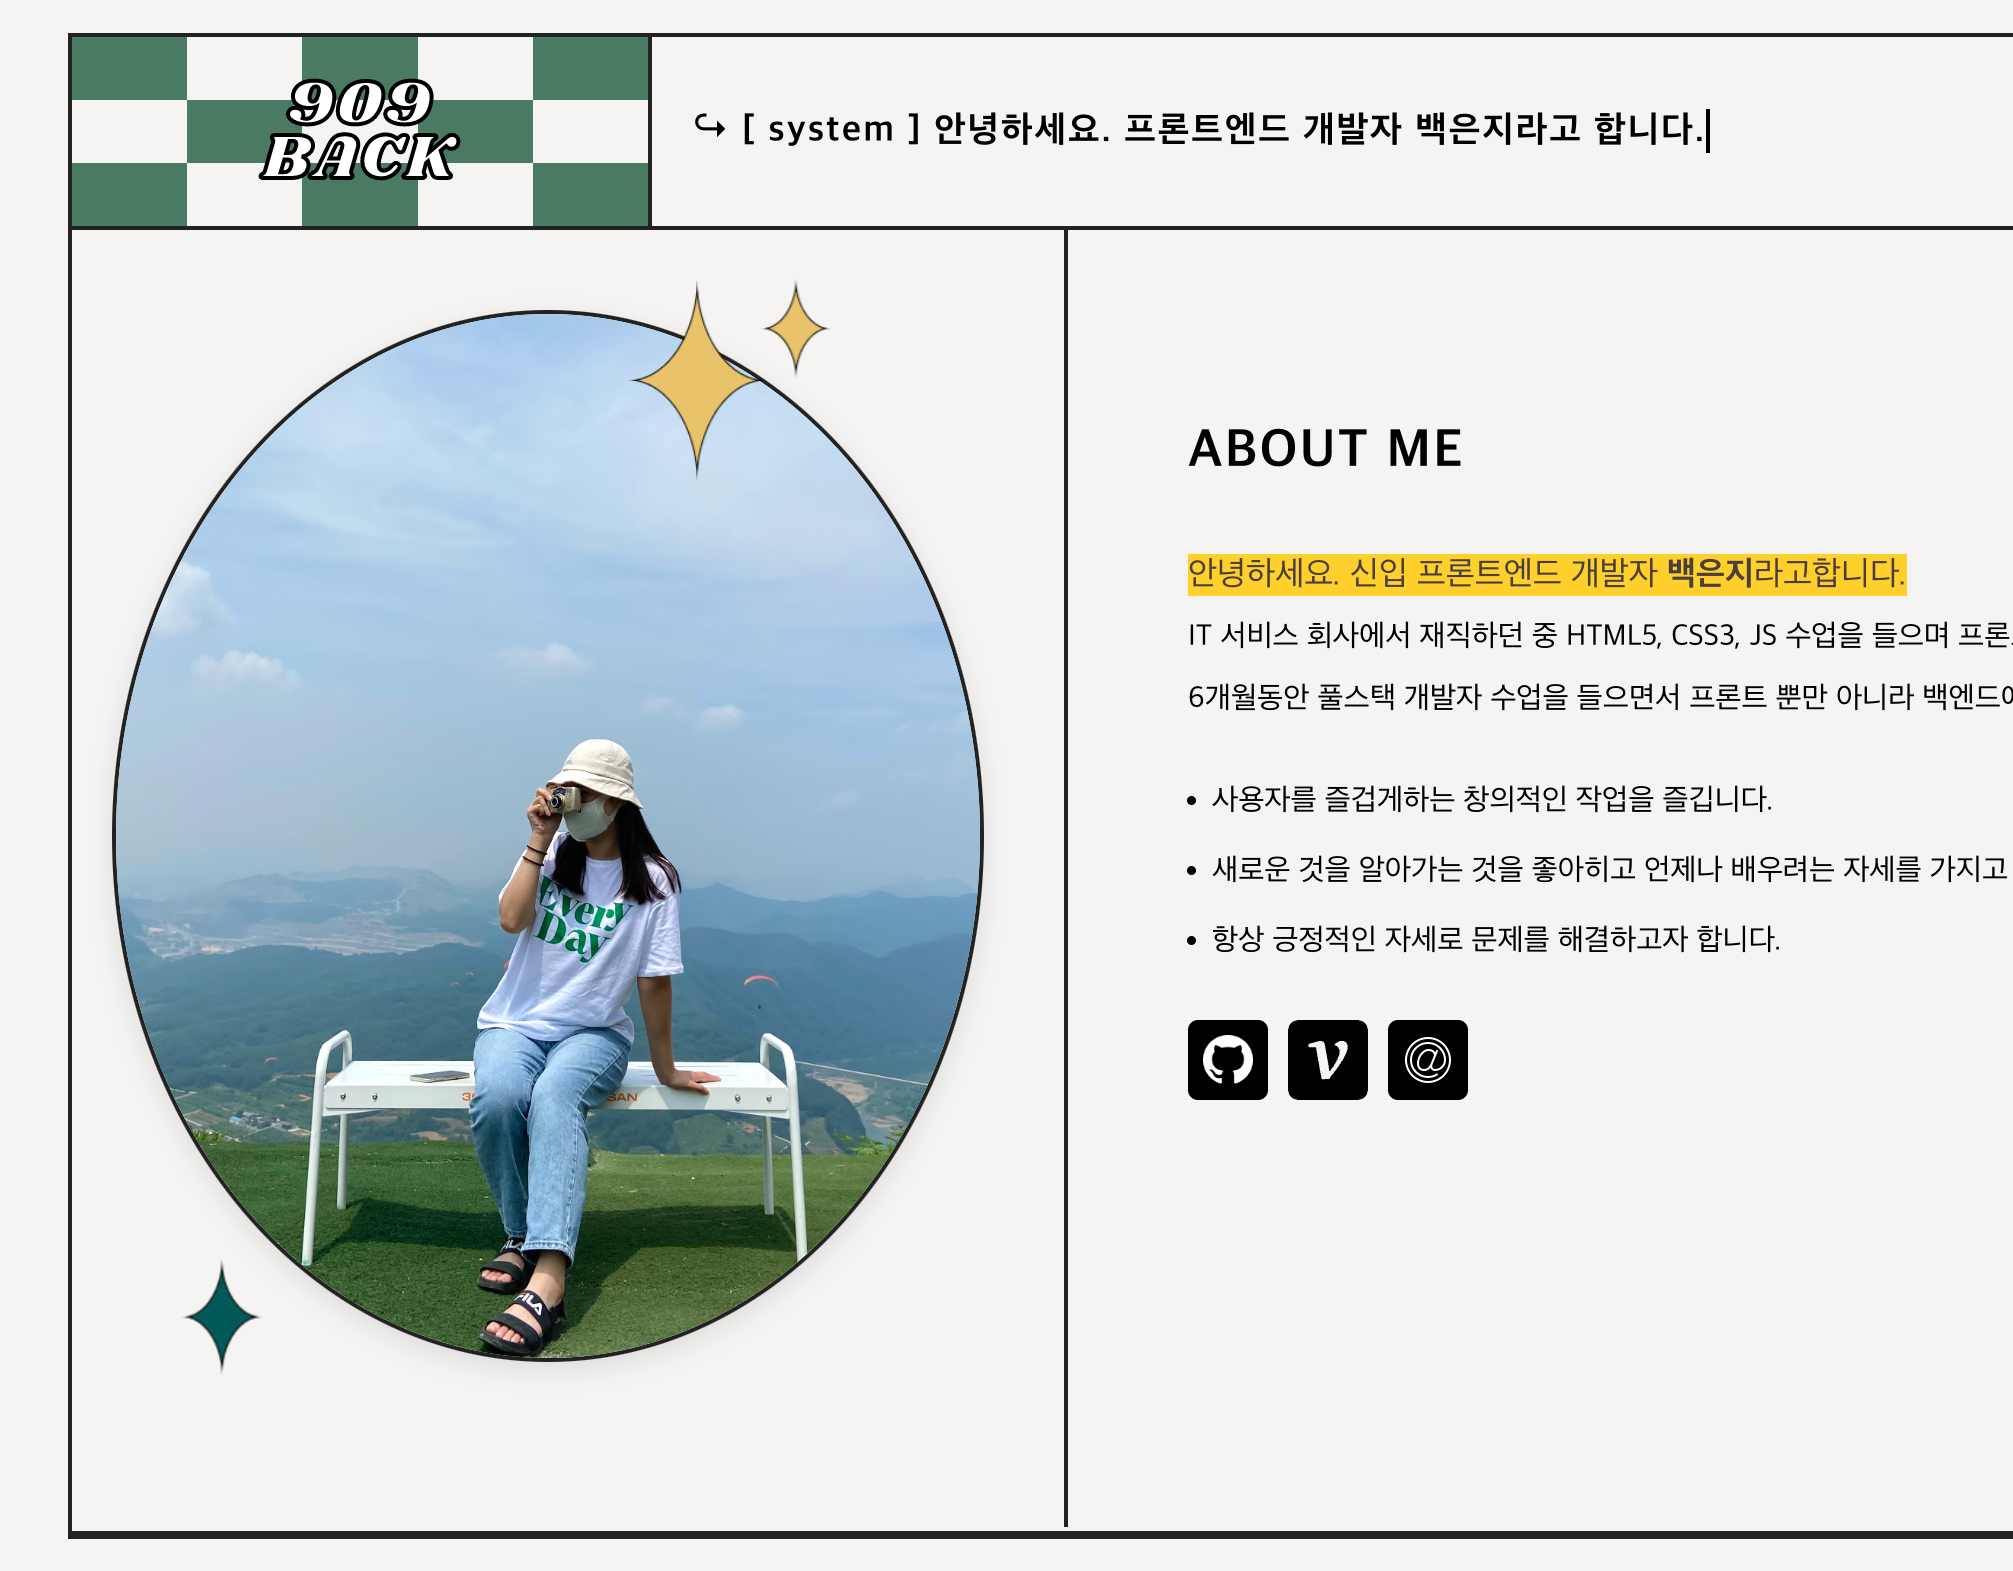 909
BACK
↪ [ system ] 안녕하세요. 프론트엔드 개발자 백은지라고 합니다.
ABOUT ME
안녕하세요. 신입 프론트엔드 개발자 백은지라고합니다.
IT 서비스 회사에서 재직하던 중 HTML5, CSS3, JS 수업을 들으며 프론
6개월동안 풀스택 개발자 수업을 들으면서 프론트 뿐만 아니라 백엔드에
• 사용자를 즐겁게하는 창의적인 작업을 즐깁니다.
• 새로운 것을 알아가는 것을 좋아히고 언제나 배우려는 자세를 가지고
• 항상 긍정적인 자세로 문제를 해결하고자 합니다.
V @
Every
Day
SAN
FILA